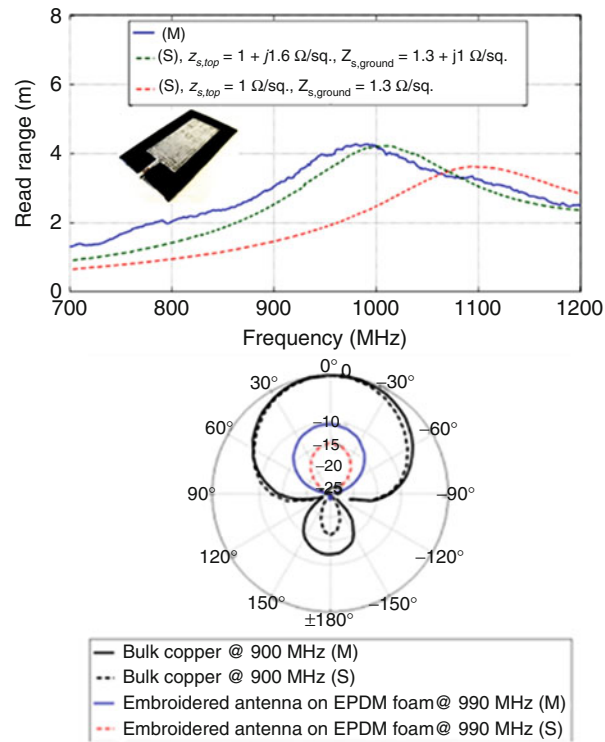 8
6
4
2
0
Read range (m)
(M)
(S), z_s,top = 1 + j1.6 Ω/sq., Z_s,ground = 1.3 + j1 Ω/sq.
(S), z_s,top = 1 Ω/sq., Z_s,ground = 1.3 Ω/sq.
700 800 900 1000 1100 1200
Frequency (MHz)
0° 0
30° −30°
60° −60°
−10
−15
−20
−25
90° −90°
120° −120°
150° −150°
±180°
Bulk copper @ 900 MHz (M)
Bulk copper @ 900 MHz (S)
Embroidered antenna on EPDM foam@ 990 MHz (M)
Embroidered antenna on EPDM foam@ 990 MHz (S)